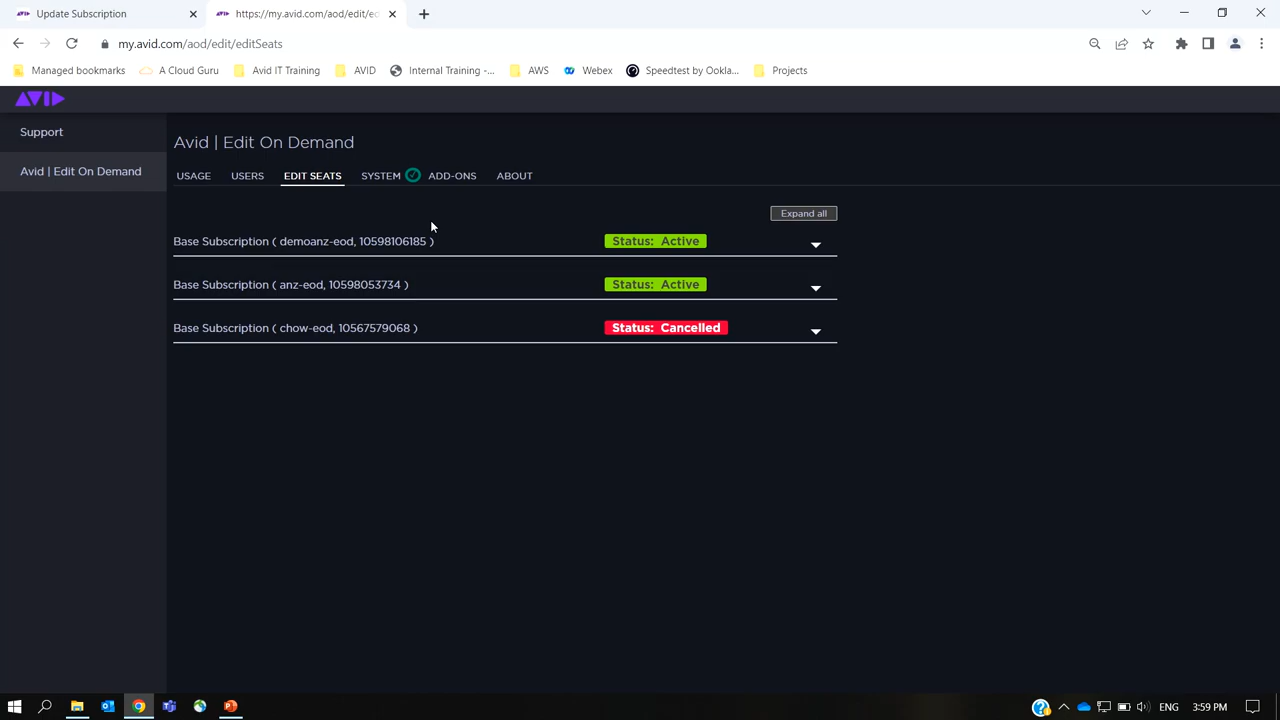 Update Subscription
https://my.avid.com/aod/edit/ec
my.avid.com/aod/edit/editSeats
Managed bookmarks
A Cloud Guru
Avid IT Training
AVID
Internal Training -...
AWS
Webex
Speedtest by Ookla...
Projects
AVID
Support
Avid | Edit On Demand
Avid | Edit On Demand
USAGE
USERS
EDIT SEATS
SYSTEM
ADD-ONS
ABOUT
Expand all
Base Subscription ( demoanz-eod, 10598106185 )
Status: Active
Base Subscription ( anz-eod, 10598053734 )
Status: Active
Base Subscription ( chow-eod, 10567579068 )
Status: Cancelled
ENG
3:59 PM